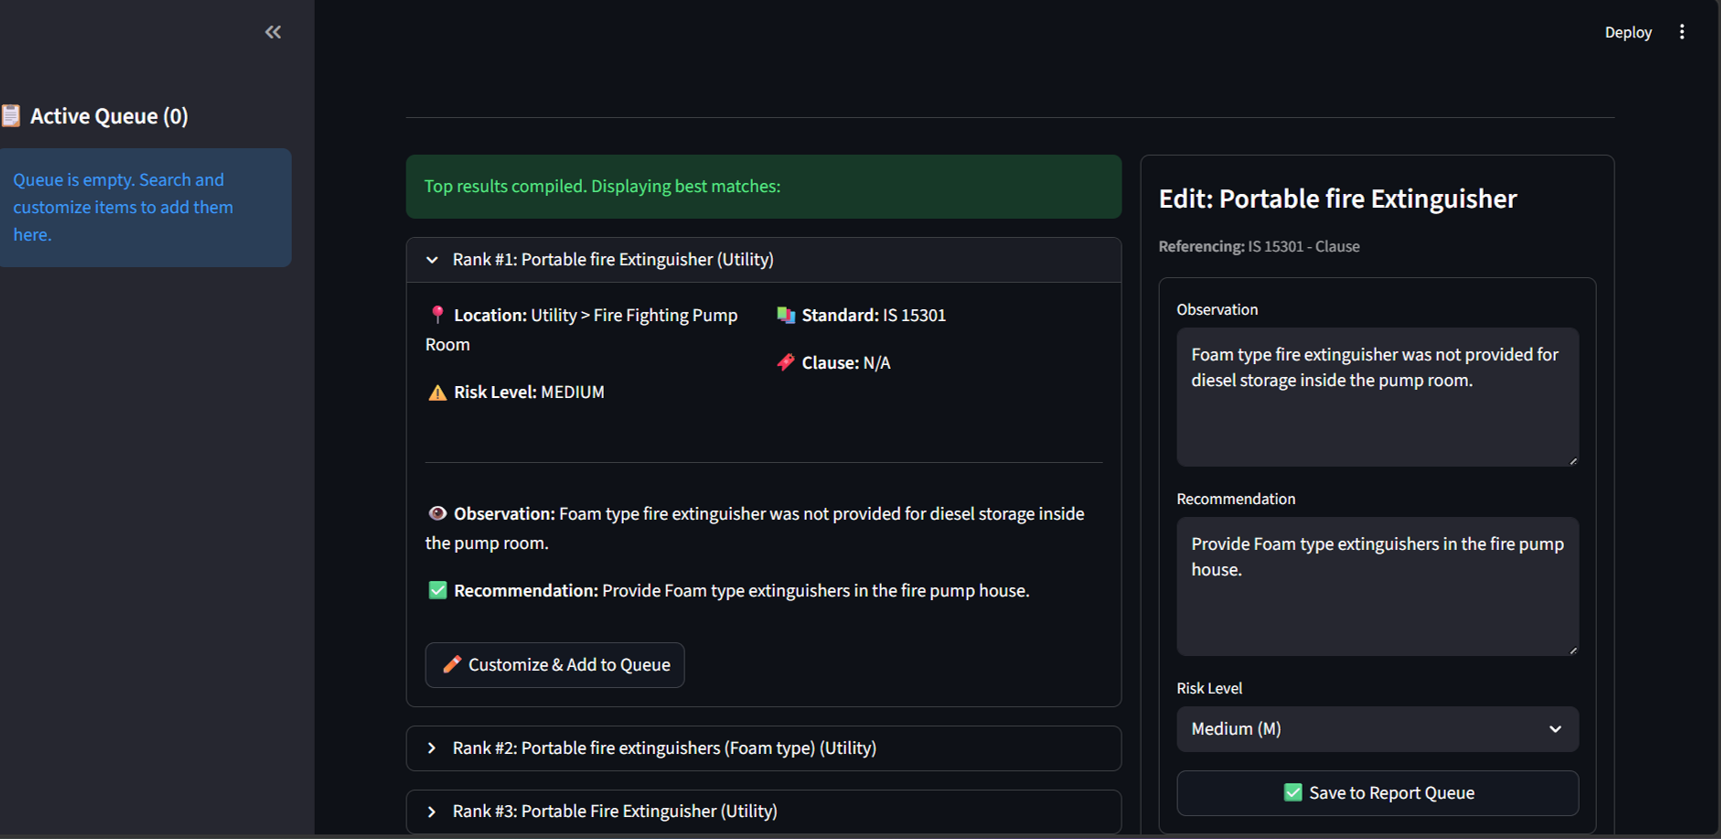 Deploy
Active Queue (0)
Queue is empty. Search and
customize items to add them
here.
Top results compiled. Displaying best matches:
Rank #1: Portable fire Extinguisher (Utility)
Location: Utility > Fire Fighting Pump
Room
Risk Level: MEDIUM
Standard: IS 15301
Clause: N/A
Observation: Foam type fire extinguisher was not provided for diesel storage inside
the pump room.
Recommendation: Provide Foam type extinguishers in the fire pump house.
Customize & Add to Queue
Rank #2: Portable fire extinguishers (Foam type) (Utility)
Rank #3: Portable Fire Extinguisher (Utility)
Edit: Portable fire Extinguisher
Referencing: IS 15301 - Clause
Observation
Foam type fire extinguisher was not provided for
diesel storage inside the pump room.
Recommendation
Provide Foam type extinguishers in the fire pump
house.
Risk Level
Medium (M)
Save to Report Queue